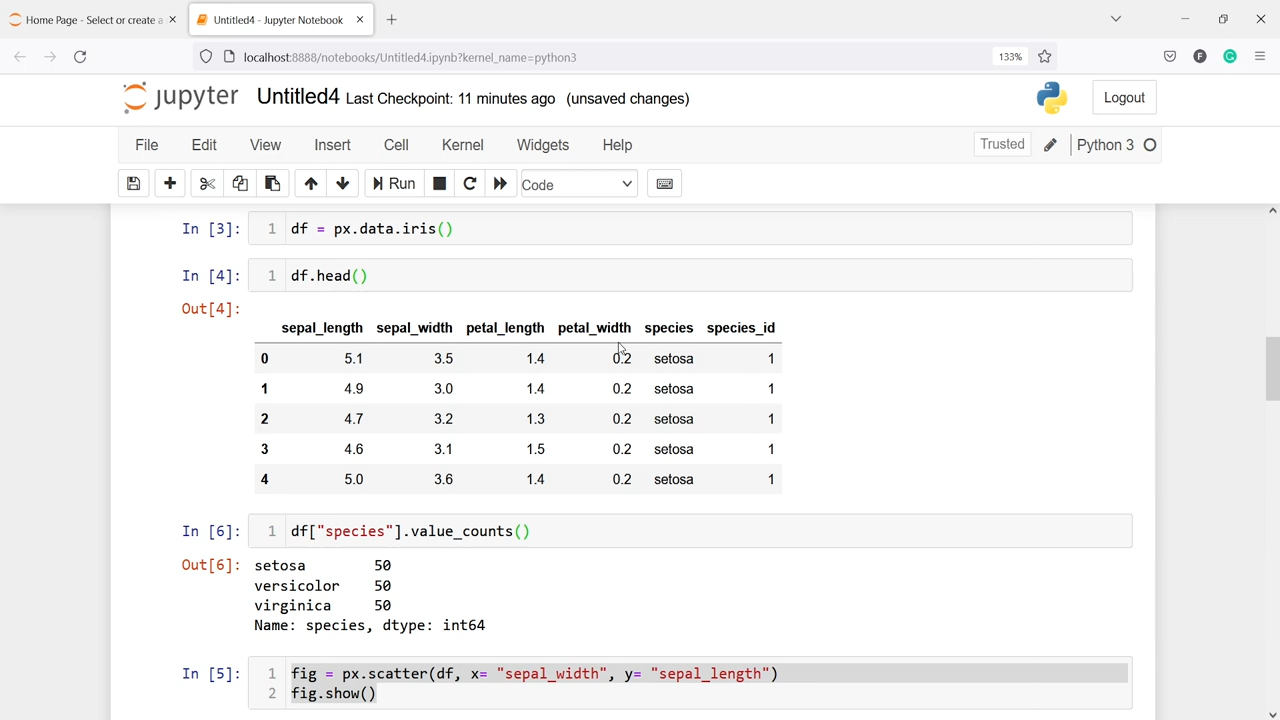 Home Page - Select or create a
Untitled4 - Jupyter Notebook
localhost:8888/notebooks/Untitled4.ipynb?kernel_name=python3
133%
F
G
jupyter Untitled4 Last Checkpoint: 11 minutes ago (unsaved changes)
Logout
File Edit View Insert Cell Kernel Widgets Help
Trusted
Python 3
Run
Code
In [3]: 1 df = px.data.iris()
In [4]: 1 df.head()
Out[4]:
sepal_length sepal_width petal_length petal_width species species_id
0 5.1 3.5 1.4 0.2 setosa 1
1 4.9 3.0 1.4 0.2 setosa 1
2 4.7 3.2 1.3 0.2 setosa 1
3 4.6 3.1 1.5 0.2 setosa 1
4 5.0 3.6 1.4 0.2 setosa 1
In [6]: 1 df["species"].value_counts()
Out[6]: setosa 50
versicolor 50
virginica 50
Name: species, dtype: int64
In [5]: 1 fig = px.scatter(df, x= "sepal_width", y= "sepal_length")
2 fig.show()